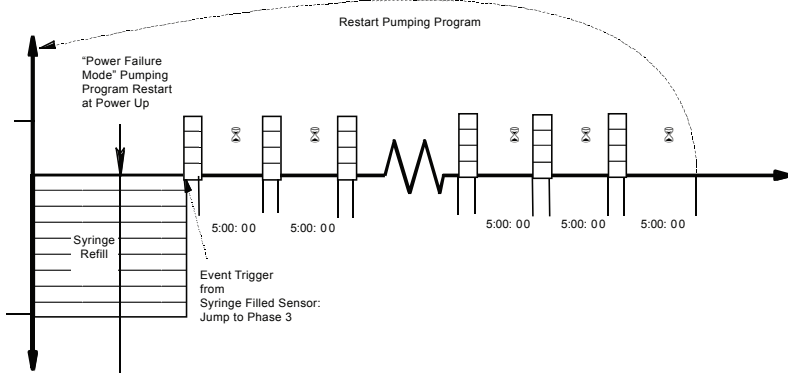 Restart Pumping Program
“Power Failure
Mode” Pumping
Program Restart
at Power Up
5:00: 00
5:00: 00
5:00: 00
5:00: 00
5:00: 00
Syringe
Refill
Event Trigger
from
Syringe Filled Sensor:
Jump to Phase 3